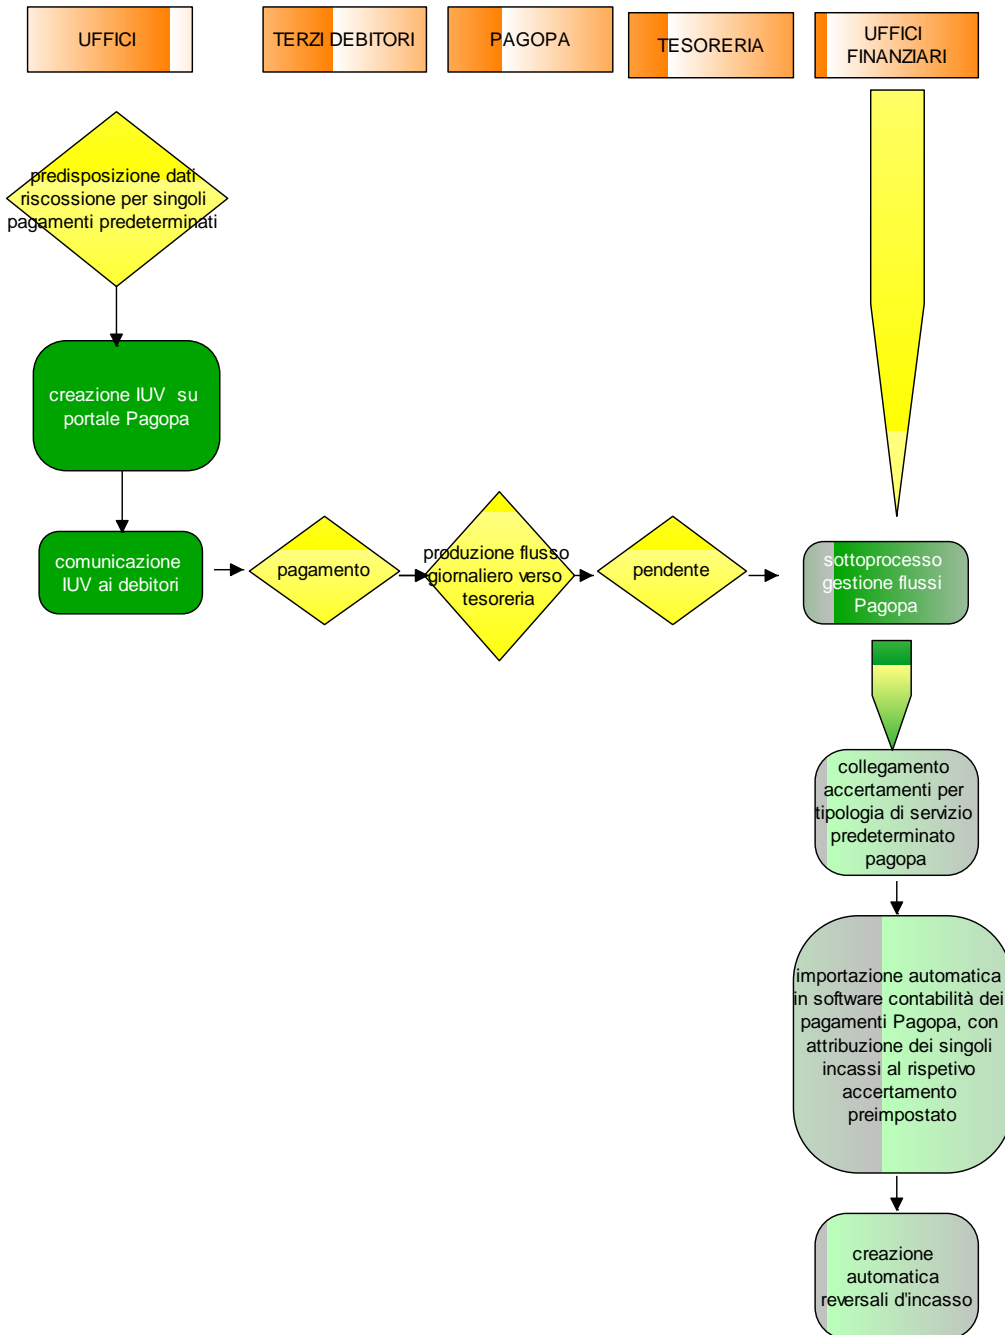 UFFICI
TERZI DEBITORI
PAGOPA
TESORERIA
UFFICI
FINANZIARI
predisposizione dati
riscossione per singoli
pagamenti predeterminati
creazione IUV su
portale Pagopa
comunicazione
IUV ai debitori
pagamento
produzione flusso
giornaliero verso
tesoreria
pendente
sottoprocesso
gestione flussi
Pagopa
collegamento
accertamenti per
tipologia di servizio
predeterminato
pagopa
importazione automatica
in software contabilità dei
pagamenti Pagopa, con
attribuzione dei singoli
incassi al rispetivo
accertamento
preimpostato
creazione
automatica
reversali d'incasso